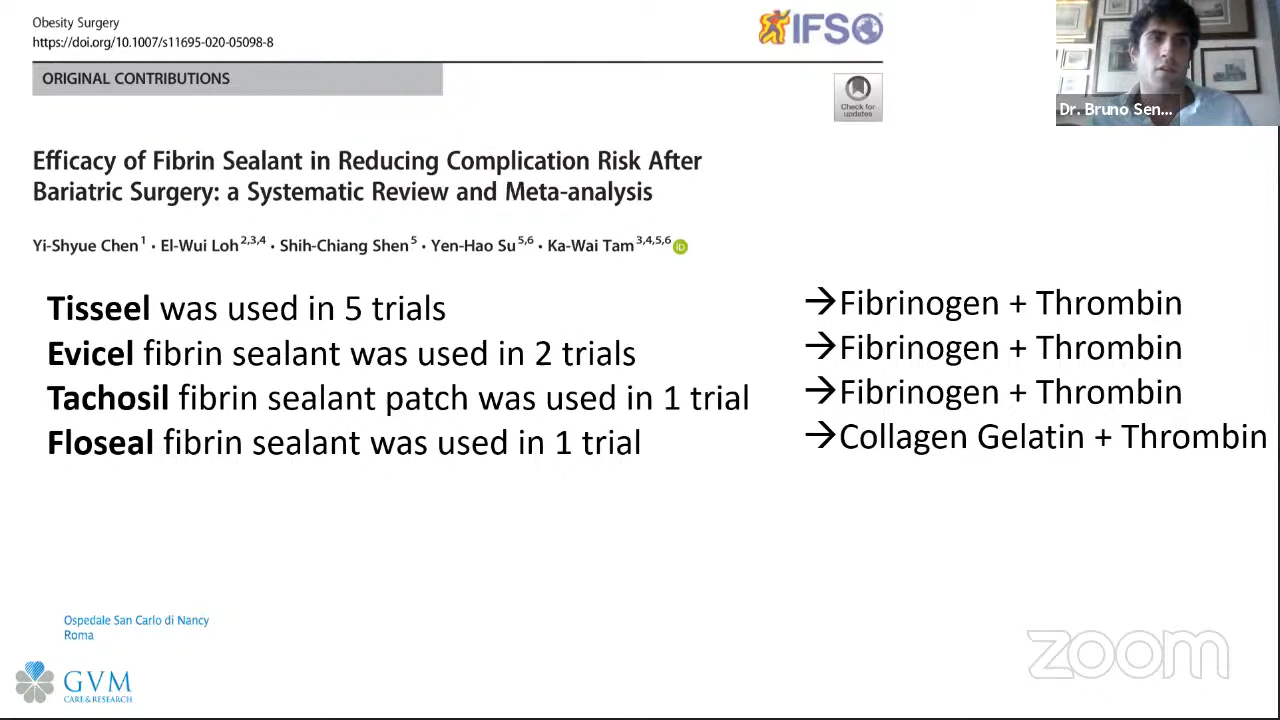 Obesity Surgery
https://doi.org/10.1007/s11695-020-05098-8
IFSO
ORIGINAL CONTRIBUTIONS
Check for
updates
Dr. Bruno Sen...
Efficacy of Fibrin Sealant in Reducing Complication Risk After
Bariatric Surgery: a Systematic Review and Meta-analysis
Yi-Shyue Chen1 · El-Wui Loh2,3,4 · Shih-Chiang Shen5 · Yen-Hao Su5,6 · Ka-Wai Tam3,4,5,6 iD
Tisseel was used in 5 trials
→Fibrinogen + Thrombin
Evicel fibrin sealant was used in 2 trials
→Fibrinogen + Thrombin
Tachosil fibrin sealant patch was used in 1 trial
→Fibrinogen + Thrombin
Floseal fibrin sealant was used in 1 trial
→Collagen Gelatin + Thrombin
Ospedale San Carlo di Nancy
Roma
GVM
CARE & RESEARCH
zoom